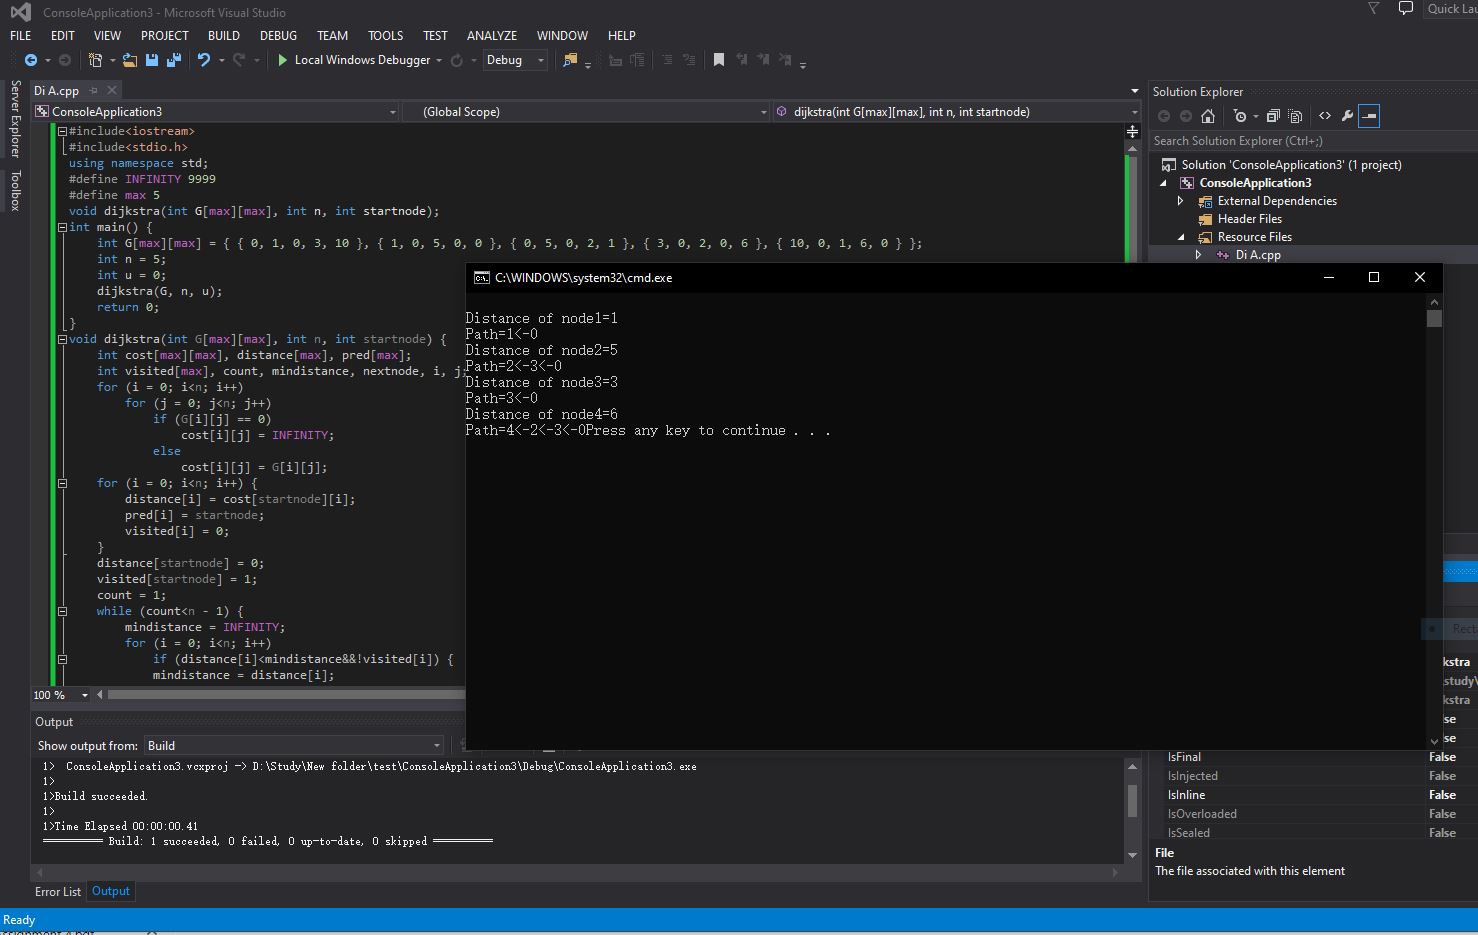 ConsoleApplication3 - Microsoft Visual Studio
Quick
FILE EDIT VIEW PROJECT BUILD DEBUG TEAM TOOLS TEST ANALYZE WINDOW HELP
Local Windows Debugger Debug
Server Explorer
Toolbox
Di A.cpp
ConsoleApplication3 (Global Scope) dijkstra(int G[max][max], int n, int startnode)
#include<iostream>
#include<stdio.h>
using namespace std;
#define INFINITY 9999
#define max 5
void dijkstra(int G[max][max], int n, int startnode);
int main() {
int G[max][max] = { { 0, 1, 0, 3, 10 }, { 1, 0, 5, 0, 0 }, { 0, 5, 0, 2, 1 }, { 3, 0, 2, 0, 6 }, { 10, 0, 1, 6, 0 } };
int n = 5;
int u = 0;
dijkstra(G, n, u);
return 0;
}
void dijkstra(int G[max][max], int n, int startnode) {
int cost[max][max], distance[max], pred[max];
int visited[max], count, mindistance, nextnode, i, j;
for (i = 0; i<n; i++)
for (j = 0; j<n; j++)
if (G[i][j] == 0)
cost[i][j] = INFINITY;
else
cost[i][j] = G[i][j];
for (i = 0; i<n; i++) {
distance[i] = cost[startnode][i];
pred[i] = startnode;
visited[i] = 0;
}
distance[startnode] = 0;
visited[startnode] = 1;
count = 1;
while (count<n - 1) {
mindistance = INFINITY;
for (i = 0; i<n; i++)
if (distance[i]<mindistance&&!visited[i]) {
mindistance = distance[i];
100 %
C:\WINDOWS\system32\cmd.exe
Distance of node1=1
Path=1<-0
Distance of node2=5
Path=2<-3<-0
Distance of node3=3
Path=3<-0
Distance of node4=6
Path=4<-2<-3<-0Press any key to continue . . .
Output
Show output from: Build
1> ConsoleApplication3.vcxproj -> D:\Study\New folder\test\ConsoleApplication3\Debug\ConsoleApplication3.exe
1>
1>Build succeeded.
1>
1>Time Elapsed 00:00:00.41
========== Build: 1 succeeded, 0 failed, 0 up-to-date, 0 skipped ==========
Error List Output
Ready
Solution Explorer
Search Solution Explorer (Ctrl+;)
Solution 'ConsoleApplication3' (1 project)
ConsoleApplication3
External Dependencies
Header Files
Resource Files
Di A.cpp
IsFinal False
IsInjected False
IsInline False
IsOverloaded False
IsSealed False
File
The file associated with this element